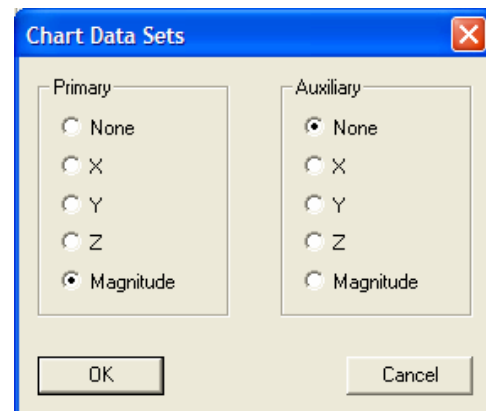 Chart Data Sets
Primary
None
X
Y
Z
Magnitude
Auxiliary
None
X
Y
Z
Magnitude
OK
Cancel